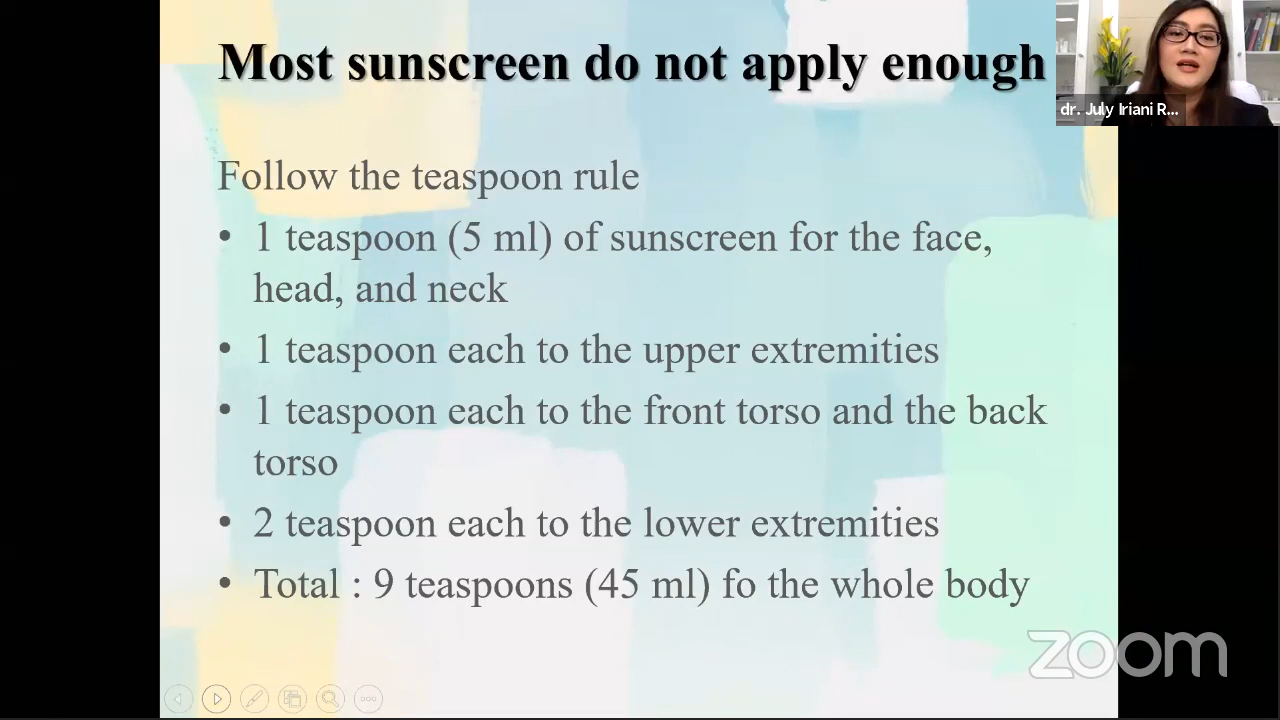 Most sunscreen do not apply enough
dr. July Iriani R...
Follow the teaspoon rule
• 1 teaspoon (5 ml) of sunscreen for the face,
head, and neck
• 1 teaspoon each to the upper extremities
• 1 teaspoon each to the front torso and the back
torso
• 2 teaspoon each to the lower extremities
• Total : 9 teaspoons (45 ml) fo the whole body
zoom